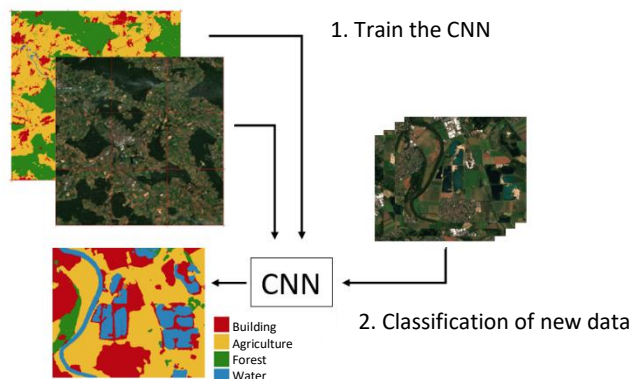 1. Train the CNN
CNN
2. Classification of new data
Building
Agriculture
Forest
Water